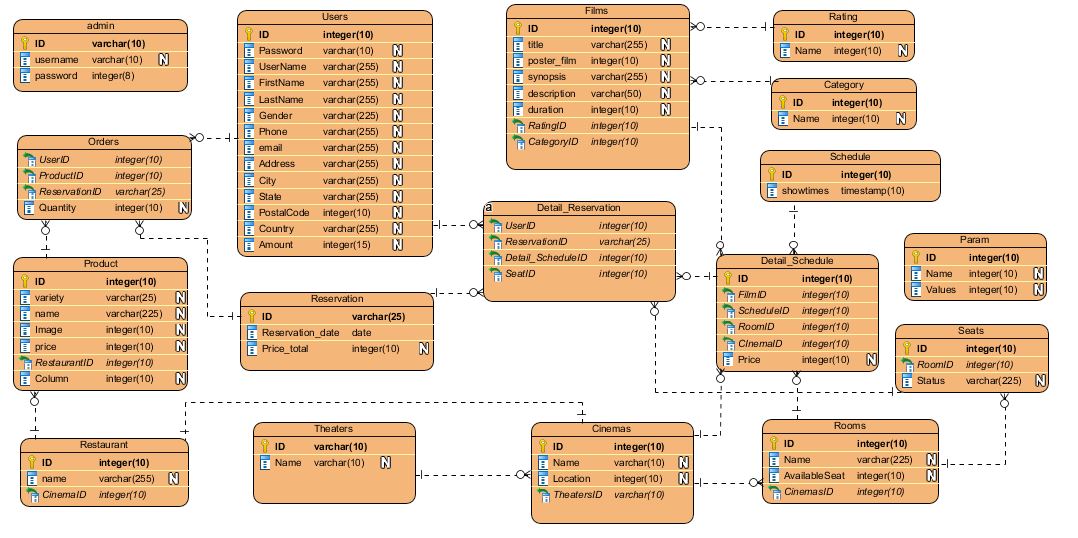 admin
ID varchar(10)
username varchar(10) N
password integer(8)
Users
ID integer(10)
Password varchar(10) N
UserName varchar(255) N
FirstName varchar(255) N
LastName varchar(255) N
Gender varchar(225) N
Phone varchar(255) N
email varchar(255) N
Address varchar(255) N
City varchar(255) N
State varchar(255) N
PostalCode integer(10) N
Country varchar(255) N
Amount integer(15) N
Films
ID integer(10)
title varchar(255) N
poster_film integer(10) N
synopsis varchar(255) N
description varchar(50) N
duration integer(10) N
RatingID integer(10)
CategoryID integer(10)
Rating
ID integer(10)
Name integer(10) N
Category
ID integer(10)
Name integer(10) N
Orders
UserID integer(10)
ProductID integer(10)
ReservationID varchar(25)
Quantity integer(10) N
Schedule
ID integer(10)
showtimes timestamp(10)
a
Detail_Reservation
UserID integer(10)
ReservationID varchar(25)
Detail_ScheduleID integer(10)
SeatID integer(10)
Param
ID integer(10)
Name integer(10) N
Values integer(10) N
Product
ID integer(10)
variety varchar(25) N
name varchar(225) N
Image integer(10) N
price integer(10) N
RestaurantID integer(10)
Column integer(10) N
Reservation
ID varchar(25)
Reservation_date date
Price_total integer(10) N
Detail_Schedule
ID integer(10)
FilmID integer(10)
ScheduleID integer(10)
RoomID integer(10)
CInemaID integer(10)
Price integer(10) N
Seats
ID integer(10)
RoomID integer(10)
Status varchar(225) N
Restaurant
ID integer(10)
name varchar(255) N
CinemaID integer(10)
Theaters
ID varchar(10)
Name varchar(10) N
Cinemas
ID integer(10)
Name varchar(10) N
Location integer(10) N
TheatersID varchar(10)
Rooms
ID integer(10)
Name varchar(225) N
AvailableSeat integer(10) N
CinemasID integer(10)